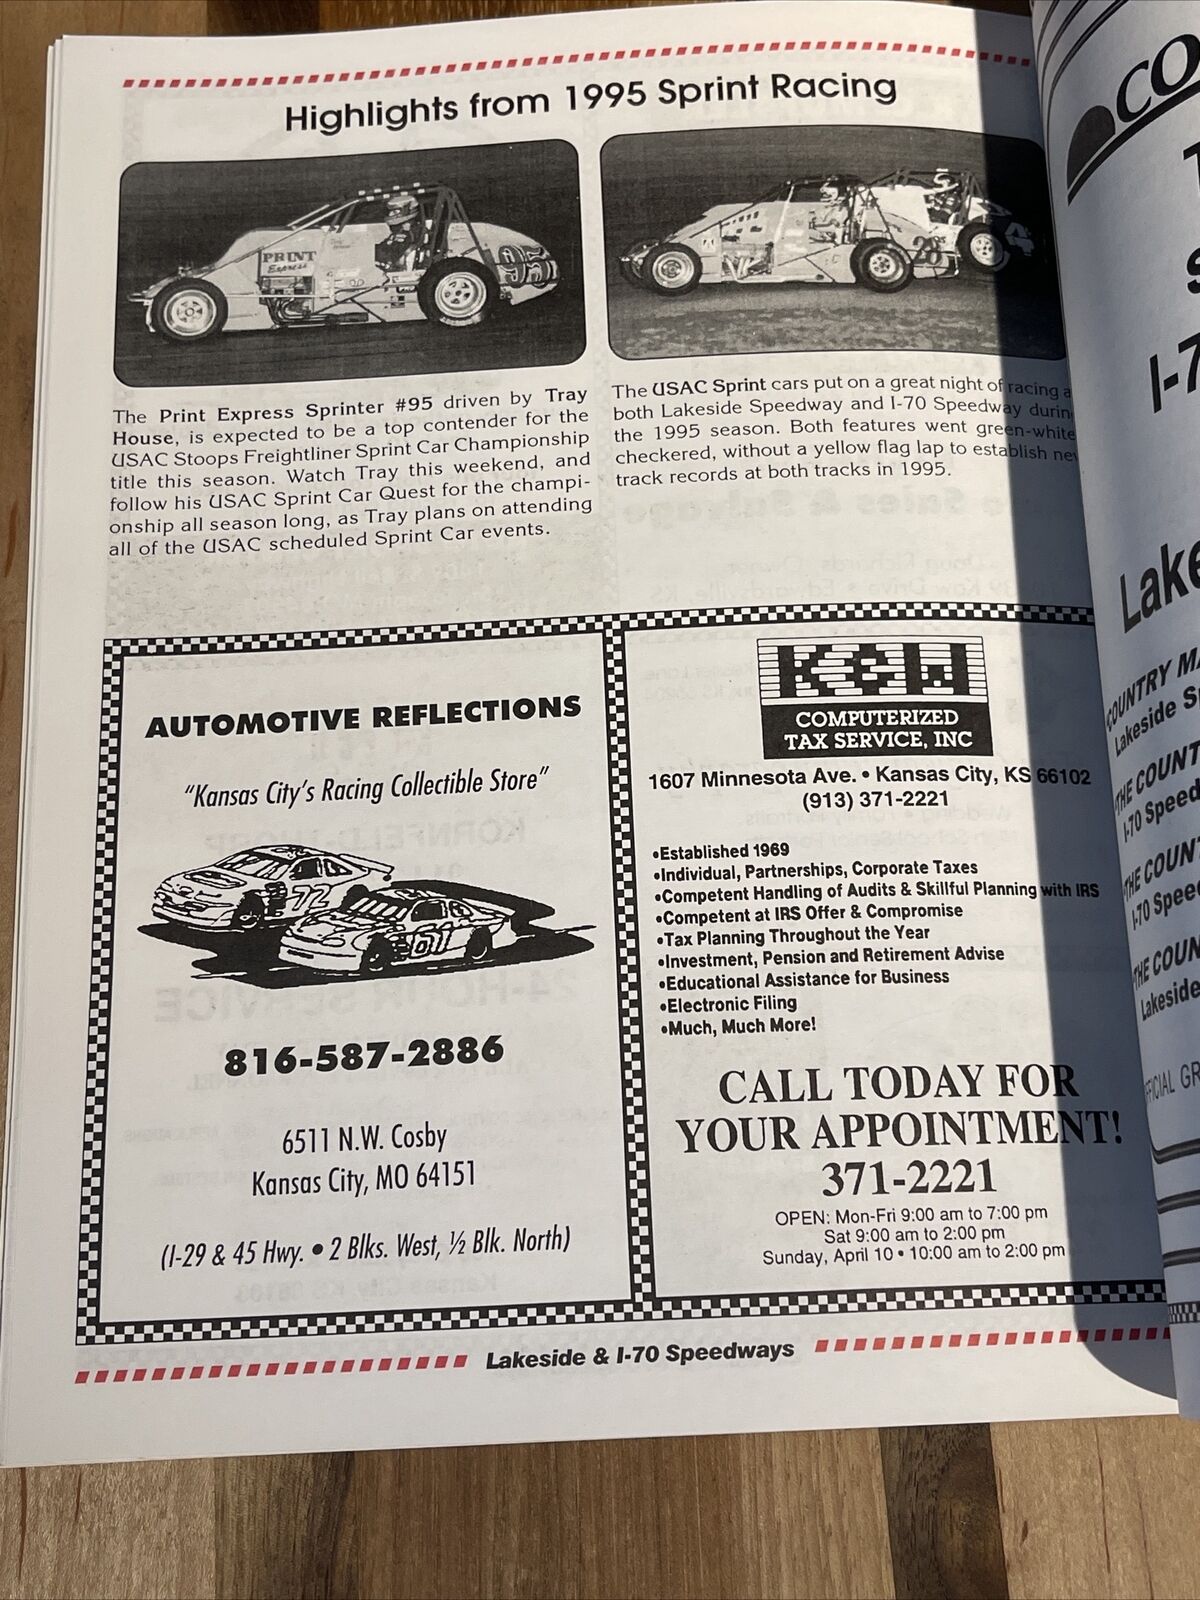 Highlights from 1995 Sprint Racing
PRINT
Express
95
28
4
The Print Express Sprinter #95 driven by Tray
House, is expected to be a top contender for the
USAC Stoops Freightliner Sprint Car Championship
title this season. Watch Tray this weekend, and
follow his USAC Sprint Car Quest for the champi-
onship all season long, as Tray plans on attending
all of the USAC scheduled Sprint Car events.
The USAC Sprint cars put on a great night of racing a
both Lakeside Speedway and I-70 Speedway durin
the 1995 season. Both features went green-white
checkered, without a yellow flag lap to establish ne
track records at both tracks in 1995.
AUTOMOTIVE REFLECTIONS
"Kansas City's Racing Collectible Store"
72
61
816-587-2886
6511 N.W. Cosby
Kansas City, MO 64151
(I-29 & 45 Hwy. • 2 Blks. West, ½ Blk. North)
K&W
COMPUTERIZED
TAX SERVICE, INC
1607 Minnesota Ave. • Kansas City, KS 66102
(913) 371-2221
•Established 1969
•Individual, Partnerships, Corporate Taxes
•Competent Handling of Audits & Skillful Planning with IRS
•Competent at IRS Offer & Compromise
•Tax Planning Throughout the Year
•Investment, Pension and Retirement Advise
•Educational Assistance for Business
•Electronic Filing
•Much, Much More!
CALL TODAY FOR
YOUR APPOINTMENT!
371-2221
OPEN: Mon-Fri 9:00 am to 7:00 pm
Sat 9:00 am to 2:00 pm
Sunday, April 10 • 10:00 am to 2:00 pm
Lakeside & I-70 Speedways
CO
T
S
I-7
Lake
COUNTRY MA
Lakeside Sp
THE COUNT
I-70 Speed
THE COUNT
I-70 Spee
THE COUN
Lakeside
FFICIAL GR